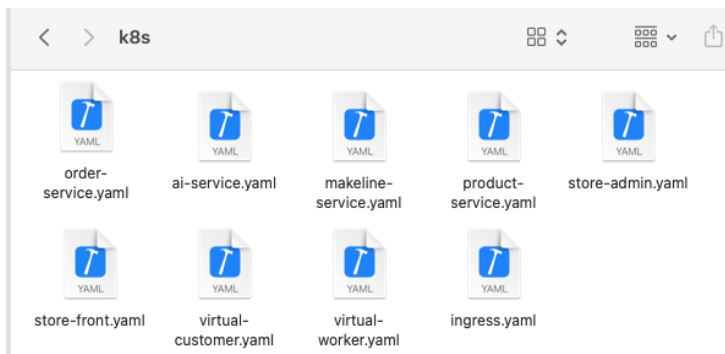 k8s
YAML
YAML
YAML
YAML
YAML
order-
service.yaml
ai-service.yaml
makeline-
service.yaml
product-
service.yaml
store-admin.yaml
YAML
YAML
YAML
YAML
store-front.yaml
virtual-
customer.yaml
virtual-
worker.yaml
ingress.yaml